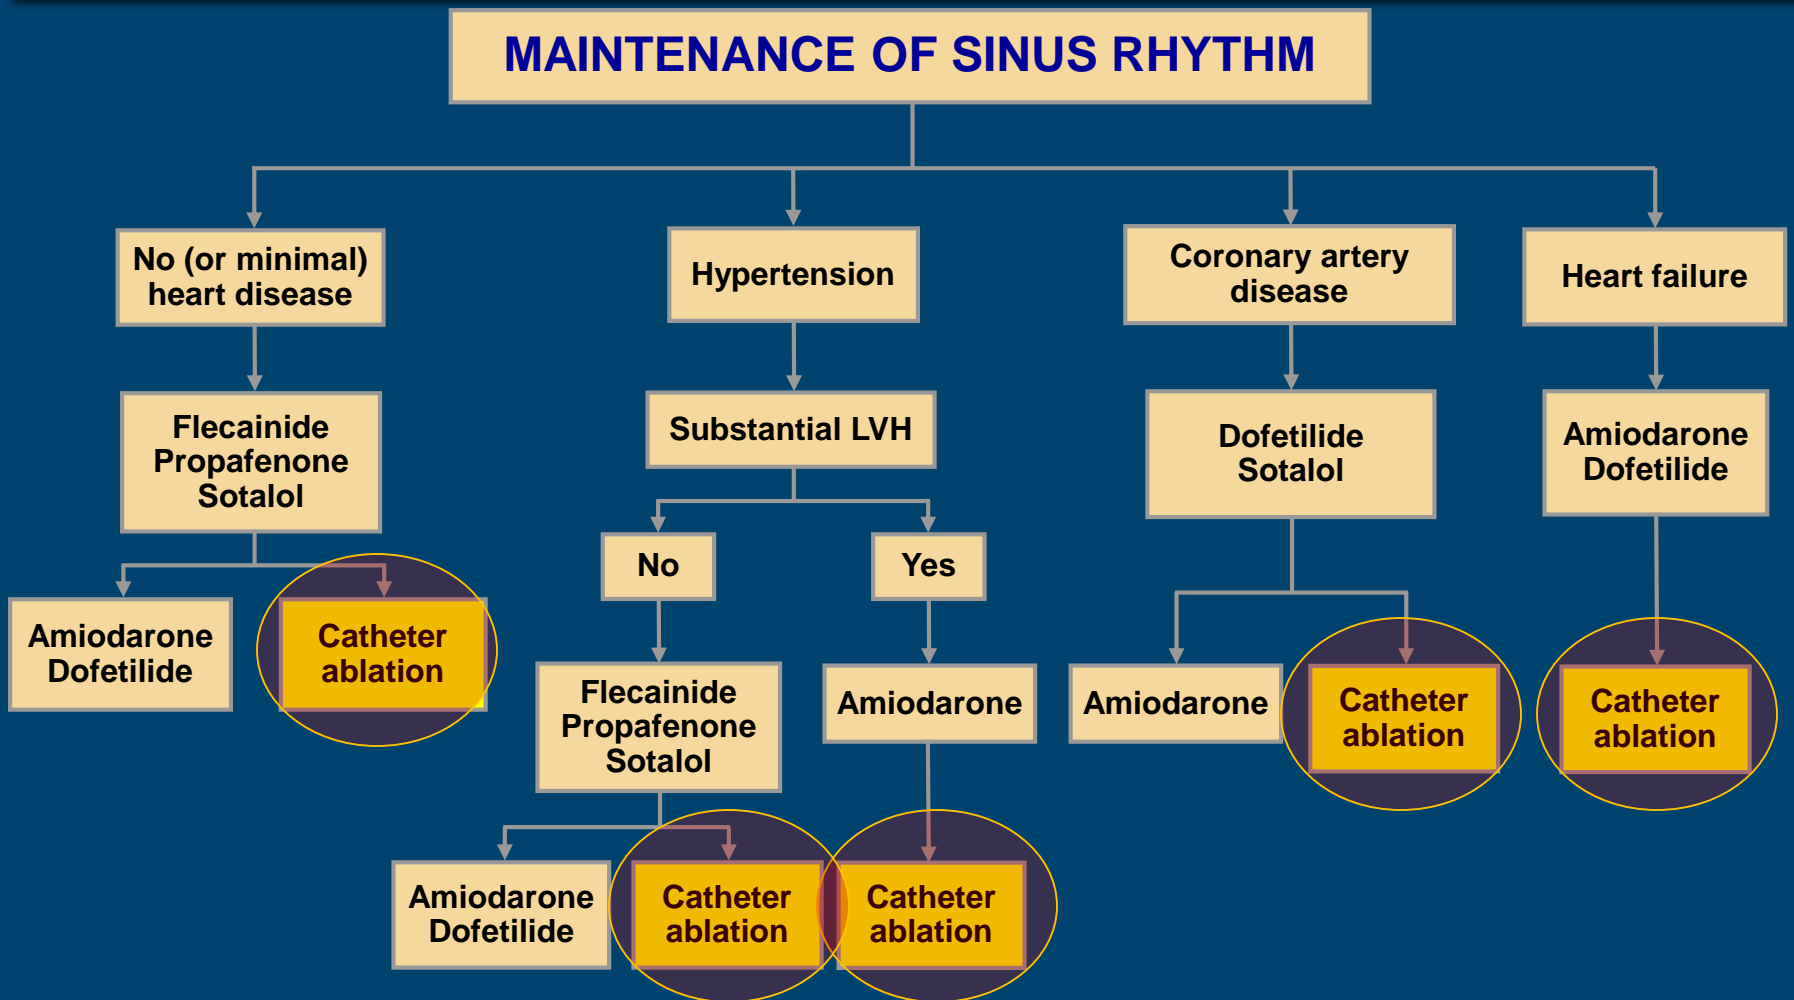 MAINTENANCE OF SINUS RHYTHM
No (or minimal)
heart disease
Hypertension
Coronary artery
disease
Heart failure
Flecainide
Propafenone
Sotalol
Substantial LVH
Dofetilide
Sotalol
Amiodarone
Dofetilide
No
Yes
Amiodarone
Dofetilide
Catheter
ablation
Flecainide
Propafenone
Sotalol
Amiodarone
Amiodarone
Catheter
ablation
Catheter
ablation
Amiodarone
Dofetilide
Catheter
ablation
Catheter
ablation